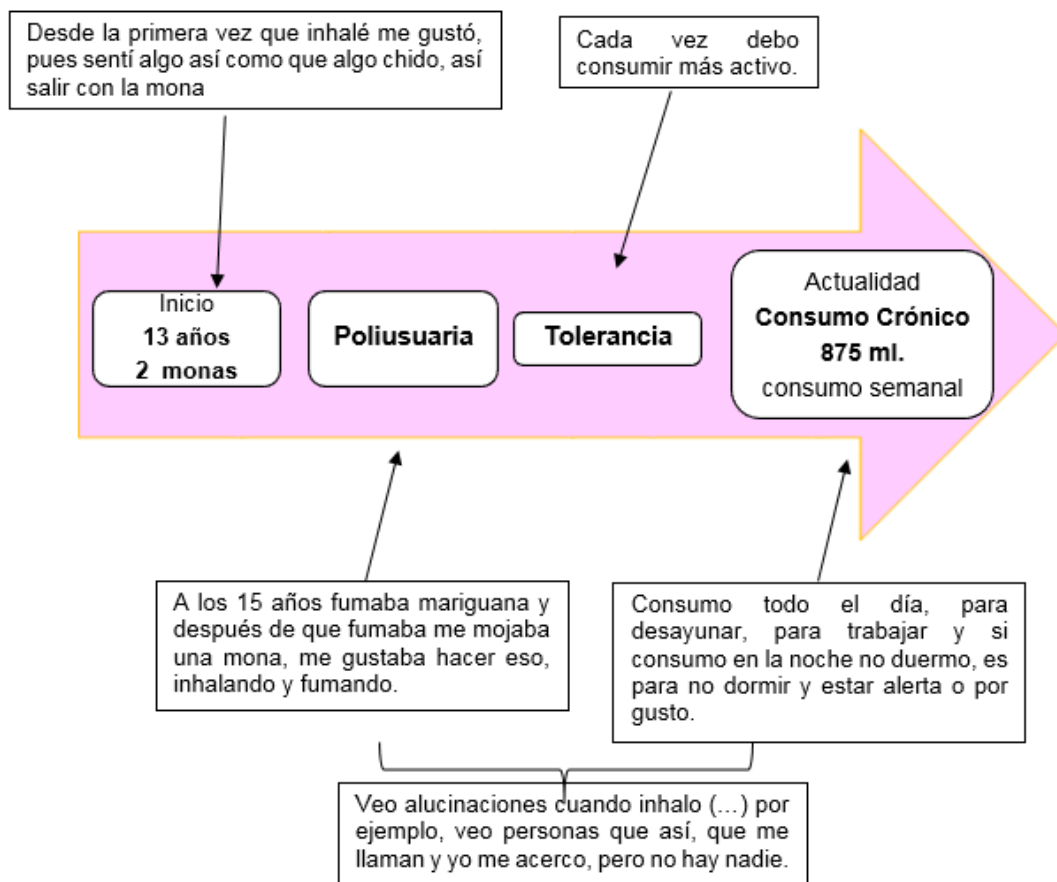 Desde la primera vez que inhalé me gustó,
pues sentí algo así como que algo chido, así
salir con la mona
Cada vez debo
consumir más activo.
Inicio
13 años
2 monas
Poliusuaria
Tolerancia
Actualidad
Consumo Crónico
875 ml.
consumo semanal
A los 15 años fumaba mariguana y
después de que fumaba me mojaba
una mona, me gustaba hacer eso,
inhalando y fumando.
Consumo todo el día, para
desayunar, para trabajar y si
consumo en la noche no duermo, es
para no dormir y estar alerta o por
gusto.
Veo alucinaciones cuando inhalo (…) por
ejemplo, veo personas que así, que me
llaman y yo me acerco, pero no hay nadie.